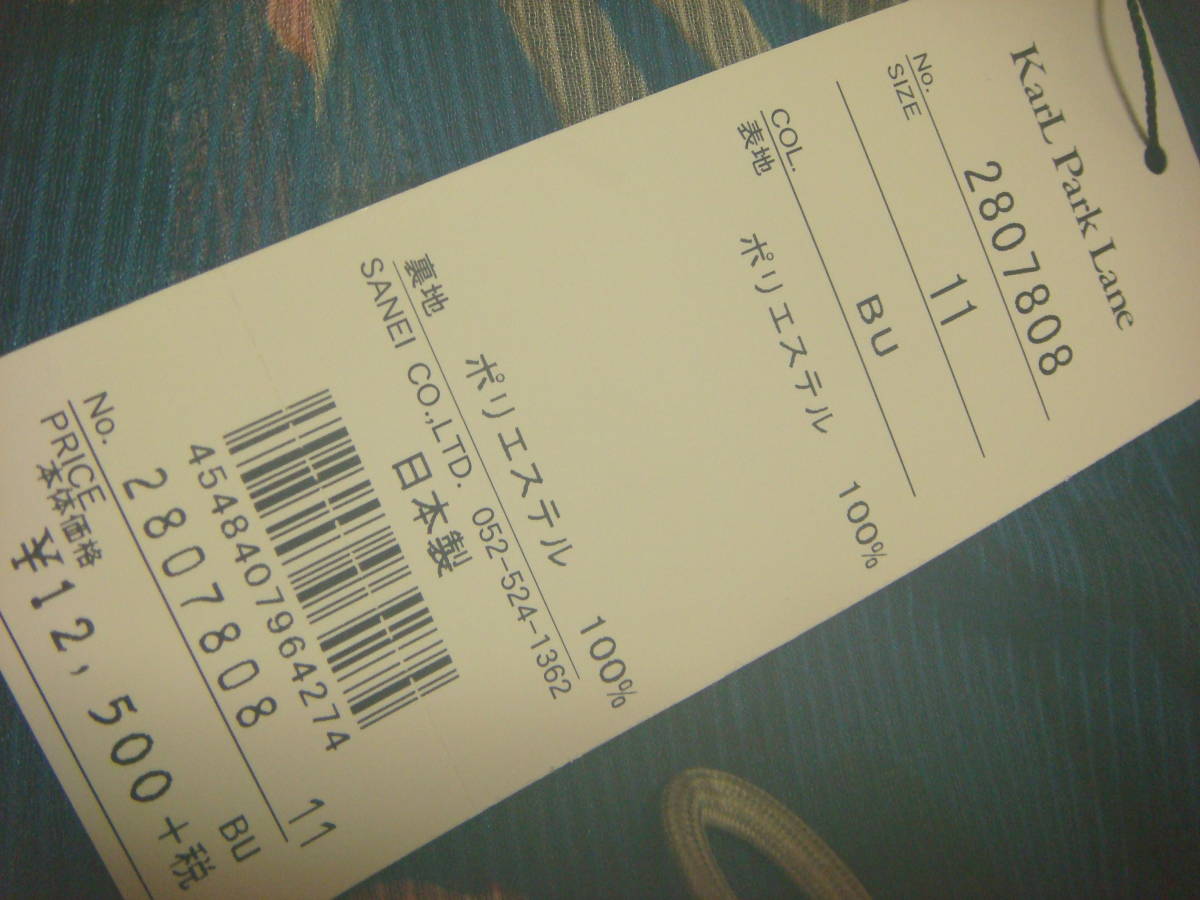 KarL Park Lane
No. 2807808
SIZE 11
COL. BU
表地 ポリエステル 100%
裏地 ポリエステル 100%
SANEI CO.,LTD. 052-524-1362
日本製
4548407964274
No. 2807808 11
PRICE BU
本体価格
¥12,500+税